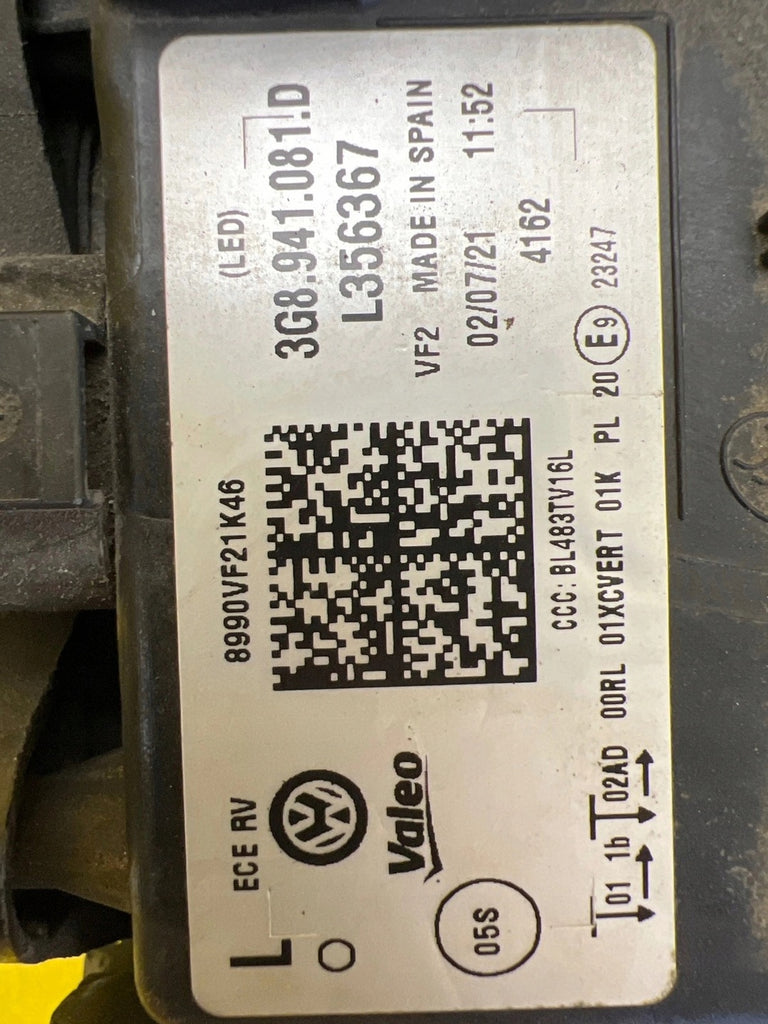 L ECE RV 8990VF21K46 (LED)
3G8.941.081.D
L356367
Valeo VF2 MADE IN SPAIN
02/07/21 11:52
05S 4162
CCC: BL483TV16L
01 1b 02AD 00RL 01XCVERT 01K PL 20 E9 23247